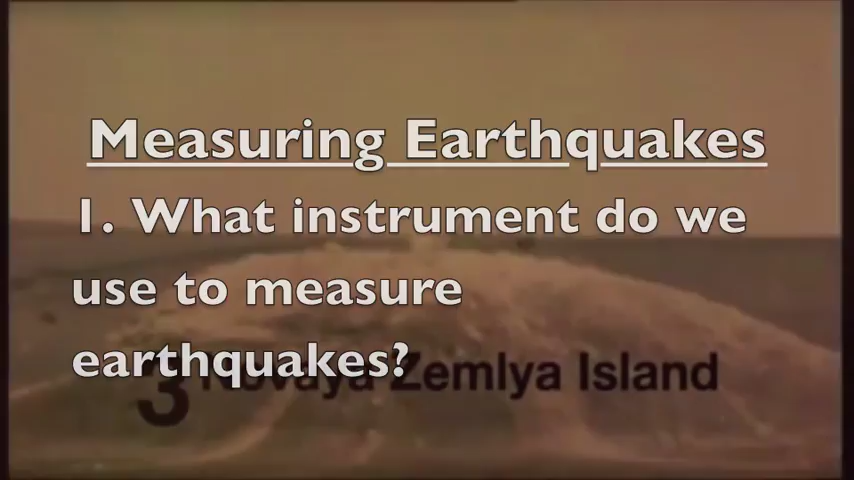 Measuring Earthquakes
1. What instrument do we
use to measure
earthquakes?
3 Novaya Zemlya Island